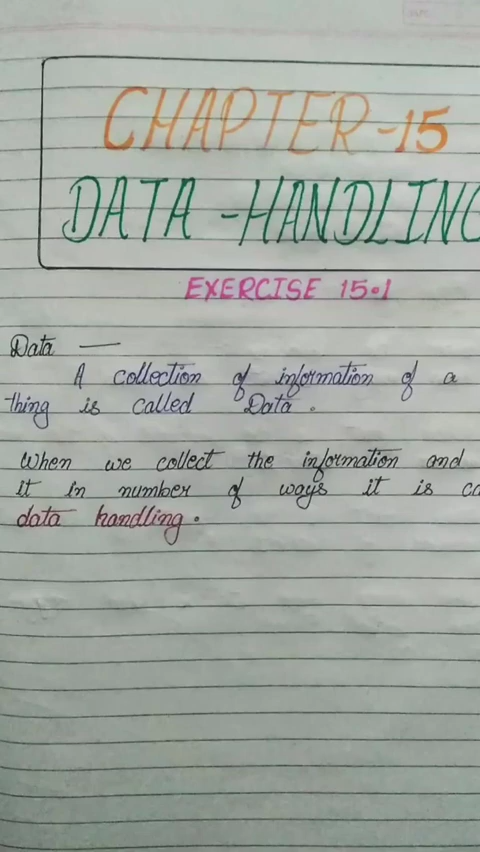 CHAPTER-15
DATA-HANDLING
EXERCISE 15.1
Data —
A collection of information of a
thing is called Data.
When we collect the information and
it in number of ways it is
data handling.